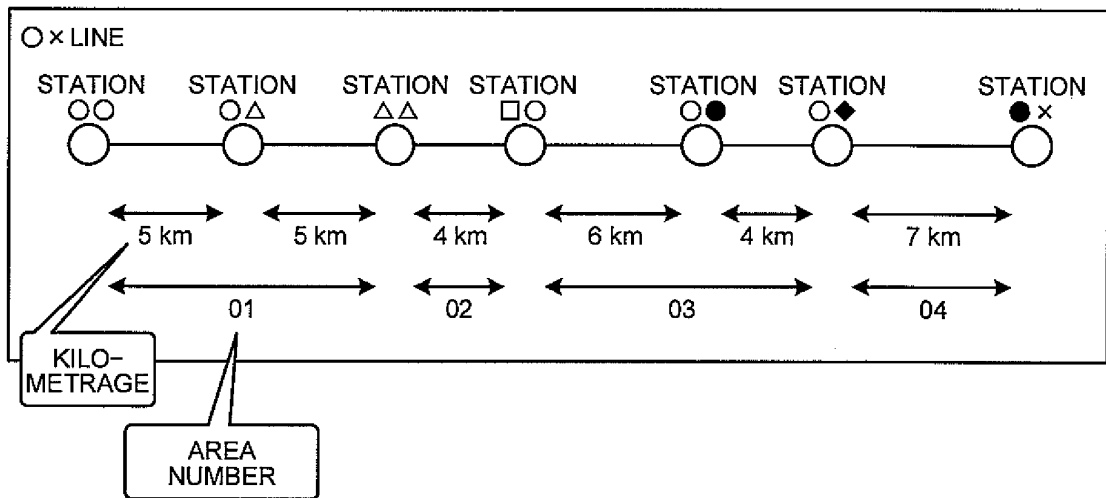 ○×LINE
STATION STATION STATION STATION STATION STATION STATION
○○ ○△ △△ □○ ○● ○◆ ●×
5 km 5 km 4 km 6 km 4 km 7 km
01 02 03 04
KILO-
METRAGE
AREA
NUMBER